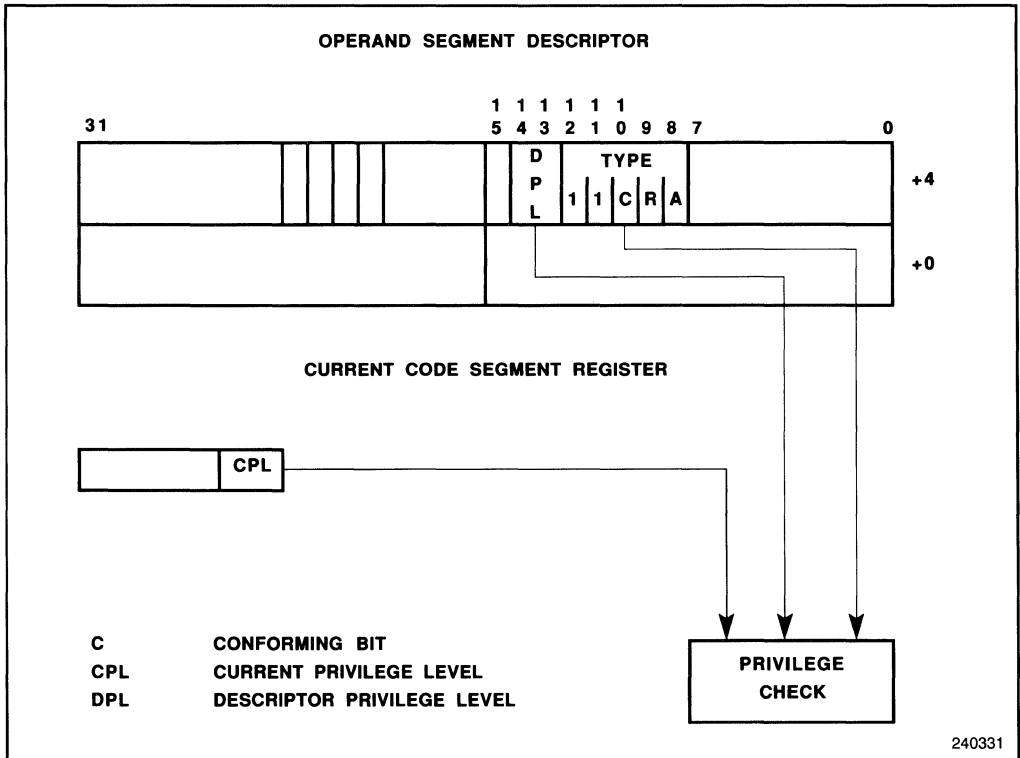 OPERAND SEGMENT DESCRIPTOR
1 1 1 1 1 1
31 5 4 3 2 1 0 9 8 7 0
D TYPE
P +4
L 1 1 C R A
+0
CURRENT CODE SEGMENT REGISTER
CPL
C CONFORMING BIT
CPL CURRENT PRIVILEGE LEVEL
DPL DESCRIPTOR PRIVILEGE LEVEL
PRIVILEGE
CHECK
240331